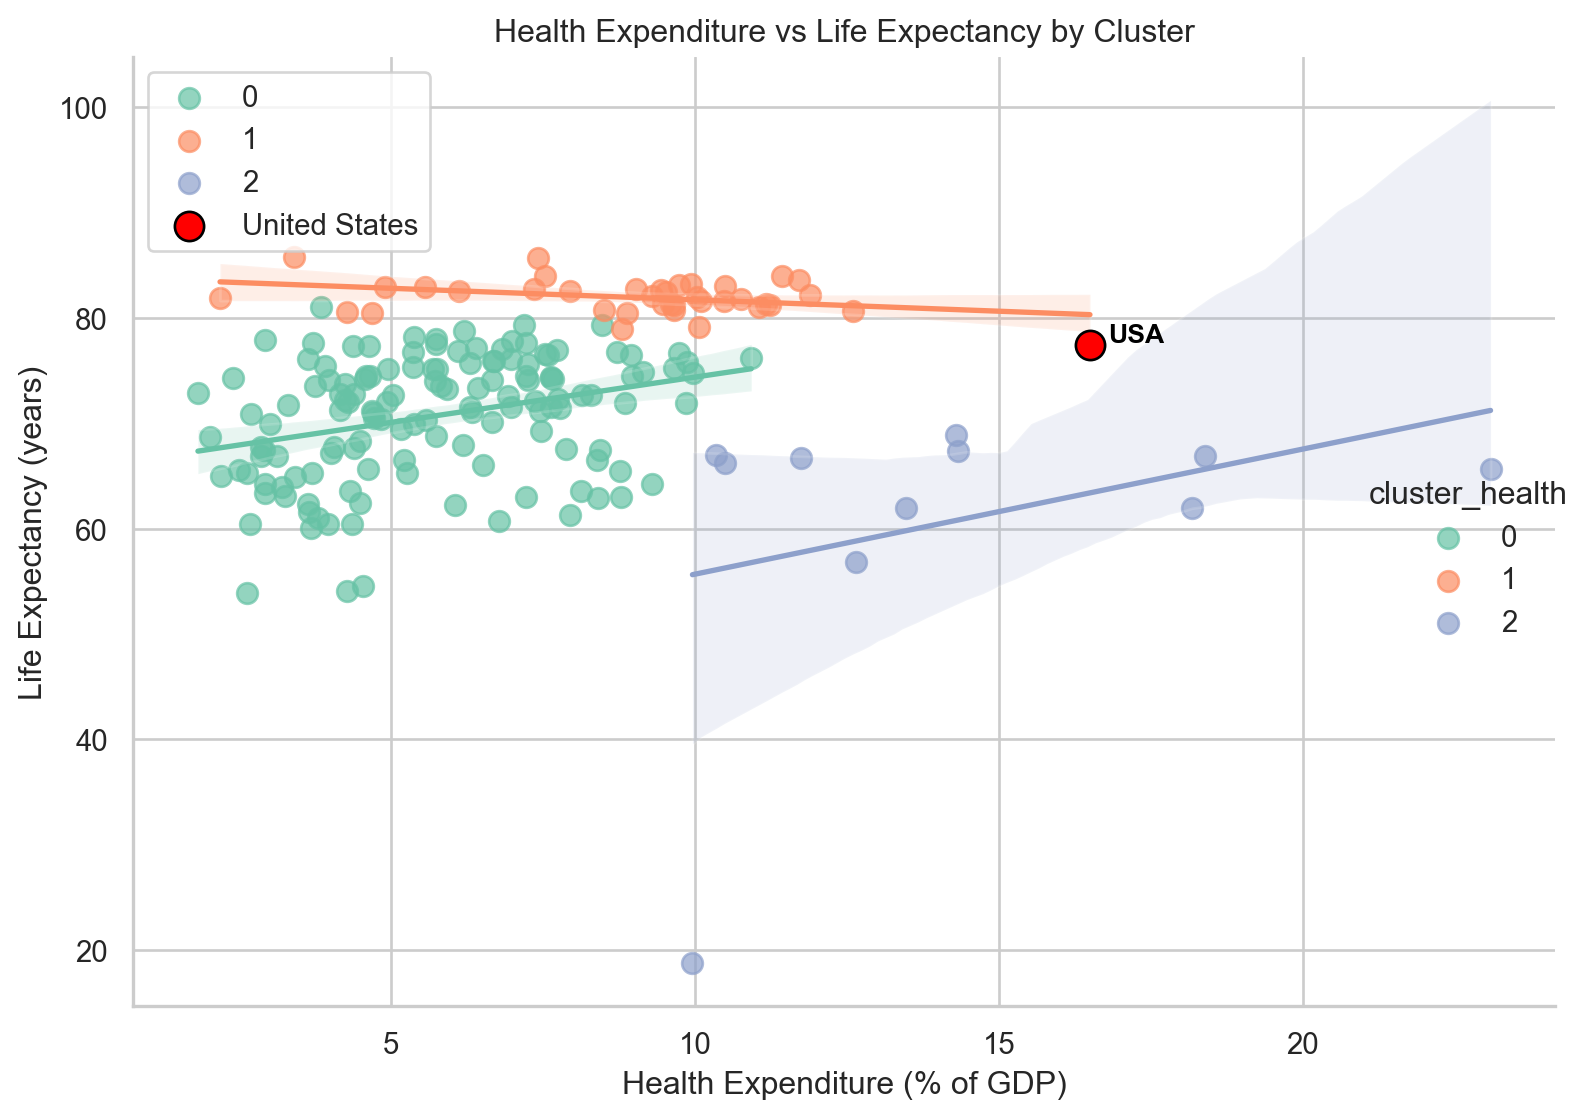 Health Expenditure vs Life Expectancy by Cluster
0
1
2
United States
100
80
60
40
20
Life Expectancy (years)
USA
cluster_health
0
1
2
5
10
15
20
Health Expenditure (% of GDP)